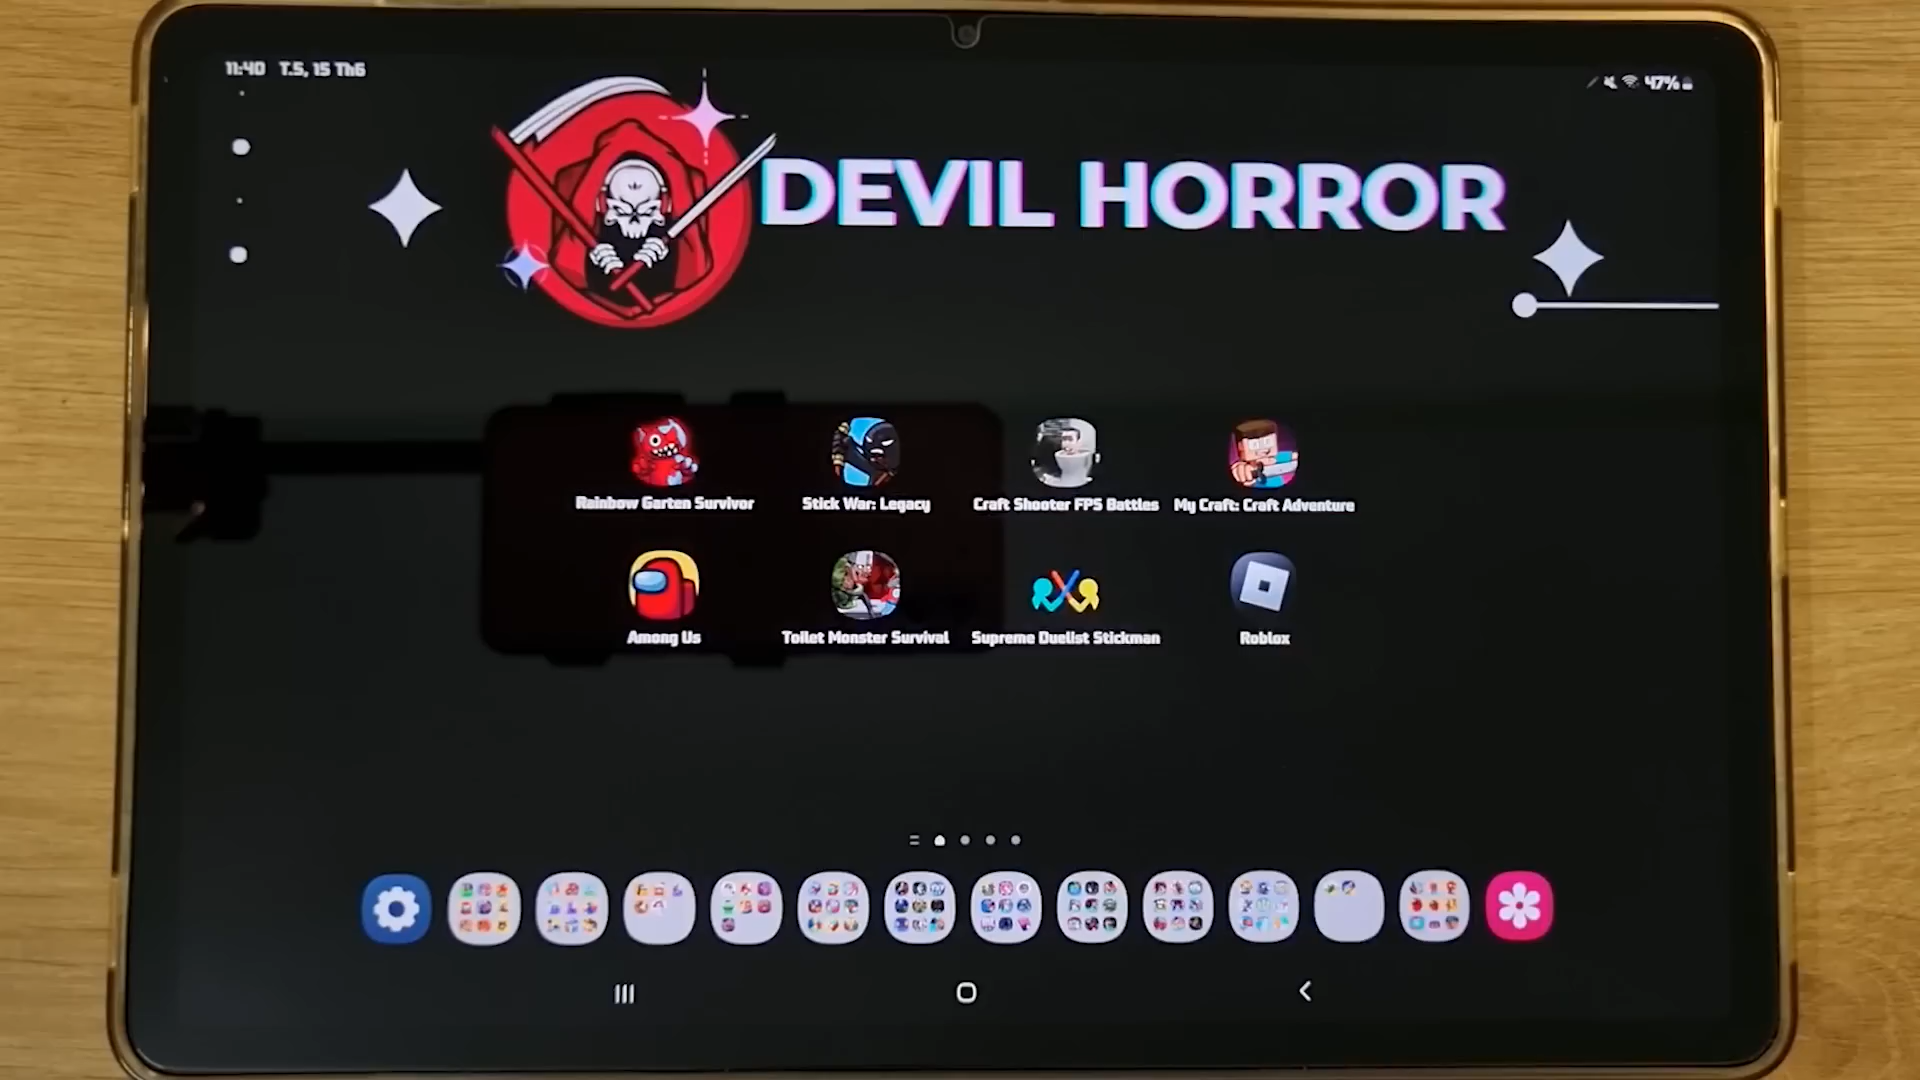 11:40 T.5, 15 Th6
47%
DEVIL HORROR
Rainbow Garten Survivor
Stick War: Legacy
Craft Shooter FPS Battles
My Craft: Craft Adventure
Among Us
Toilet Monster Survival
Supreme Duelist Stickman
Roblox